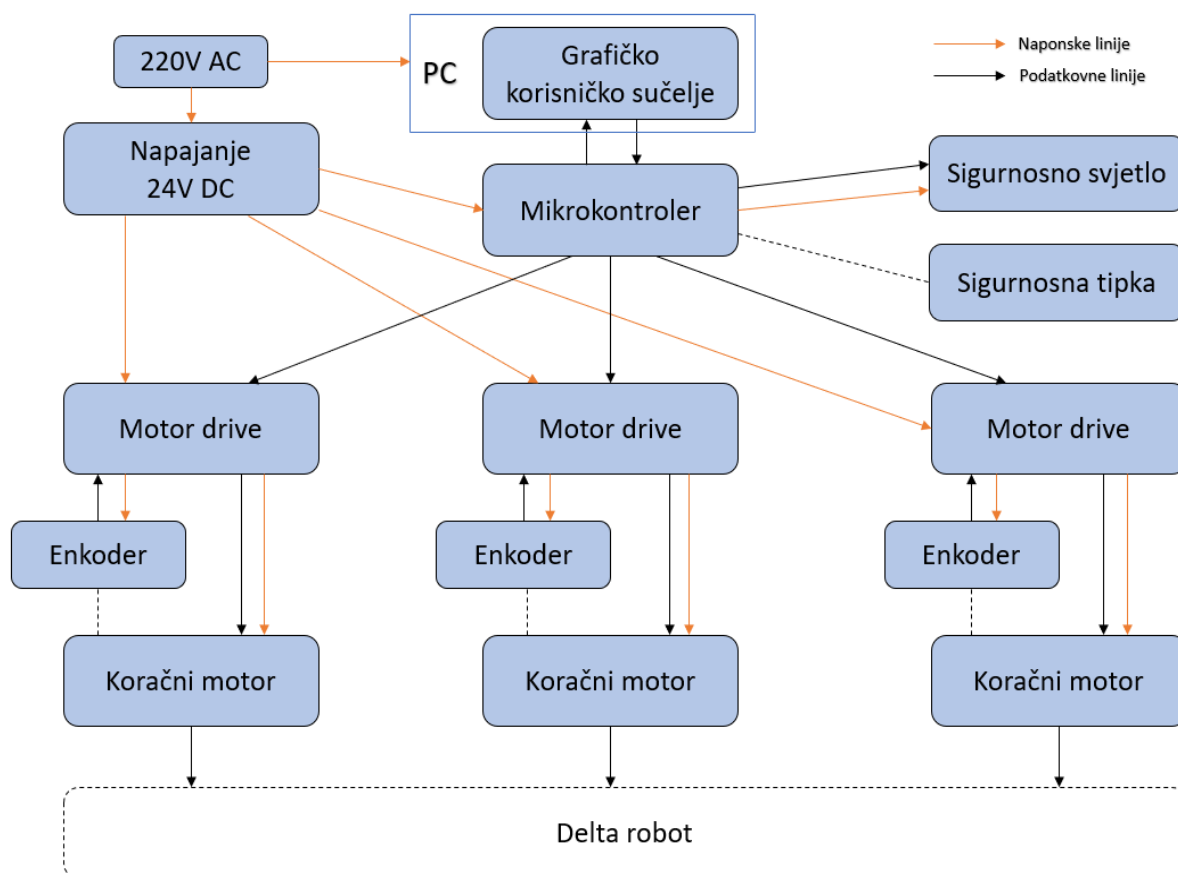 220V AC
PC
Grafičko
korisničko sučelje
Naponske linije
Podatkovne linije
Napajanje
24V DC
Mikrokontroler
Sigurnosno svjetlo
Sigurnosna tipka
Motor drive
Motor drive
Motor drive
Enkoder
Enkoder
Enkoder
Koračni motor
Koračni motor
Koračni motor
Delta robot